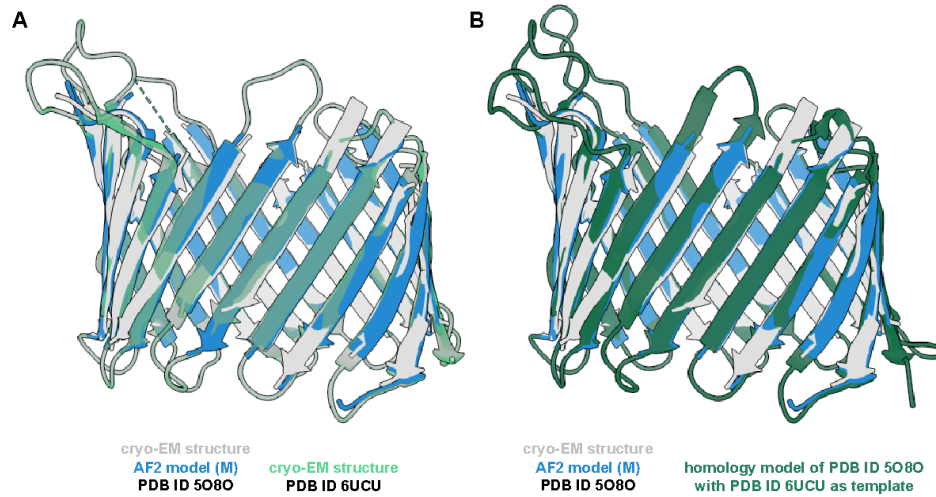 A
B
cryo-EM structure
AF2 model (M)
PDB ID 5O8O
cryo-EM structure
PDB ID 6UCU
cryo-EM structure
AF2 model (M)
PDB ID 5O8O
homology model of PDB ID 5O8O
with PDB ID 6UCU as template